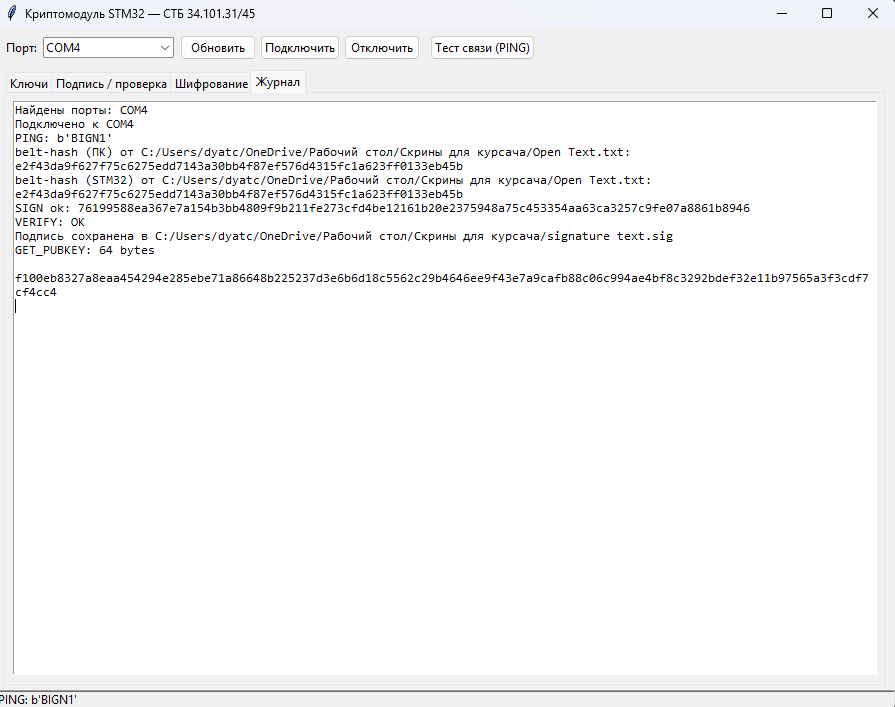 Криптомодуль STM32 — СТБ 34.101.31/45
Порт: COM4 Обновить Подключить Отключить Тест связи (PING)
Ключи Подпись / проверка Шифрование Журнал
Найдены порты: COM4
Подключено к COM4
PING: b'BIGN1'
belt-hash (ПК) от C:/Users/dyatc/OneDrive/Рабочий стол/Скрины для курсача/Open Text.txt:
e2f43da9f627f75c6275edd7143a30bb4f87ef576d4315fc1a623ff0133eb45b
belt-hash (STM32) от C:/Users/dyatc/OneDrive/Рабочий стол/Скрины для курсача/Open Text.txt:
e2f43da9f627f75c6275edd7143a30bb4f87ef576d4315fc1a623ff0133eb45b
SIGN ok: 76199588ea367e7a154b3bb4809f9b211fe273cfd4be12161b20e2375948a75c453354aa63ca3257c9fe07a8861b8946
VERIFY: OK
Подпись сохранена в C:/Users/dyatc/OneDrive/Рабочий стол/Скрины для курсача/signature text.sig
GET_PUBKEY: 64 bytes
f100eb8327a8eaa454294e285ebe71a86648b225237d3e6b6d18c5562c29b4646ee9f43e7a9cafb88c06c994ae4bf8c3292bdef32e11b97565a3f3cdf7
cf4cc4
PING: b'BIGN1'